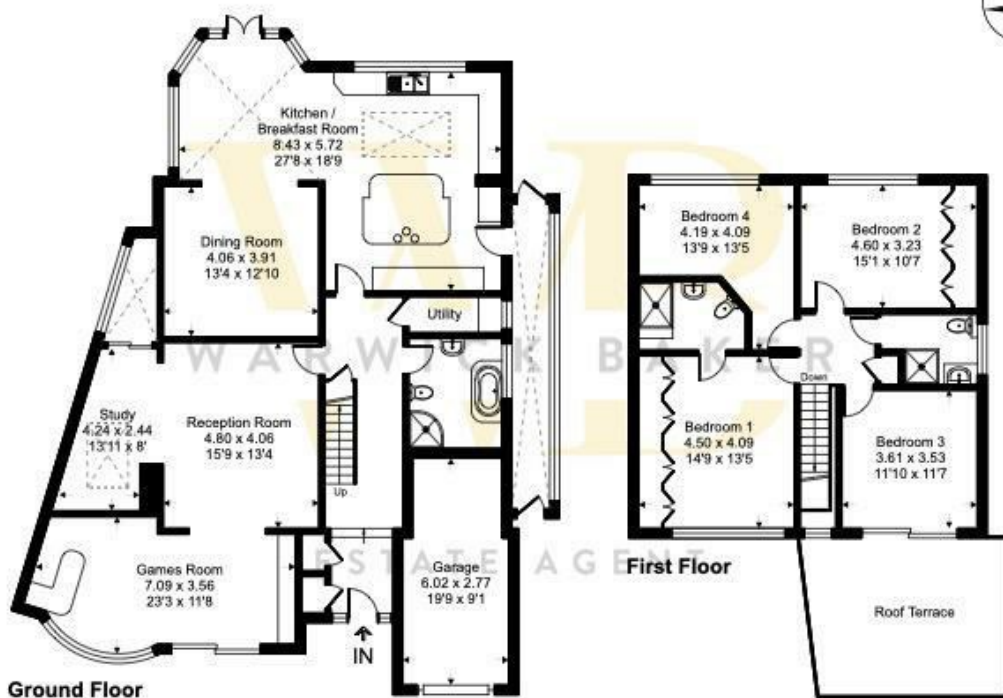 Kitchen /
Breakfast Room
8.43 x 5.72
27'8 x 18'9
Dining Room
4.06 x 3.91
13'4 x 12'10
Utility
Study
4.24 x 2.44
13'11 x 8'
Reception Room
4.80 x 4.06
15'9 x 13'4
Up
Games Room
7.09 x 3.56
23'3 x 11'8
IN
Garage
6.02 x 2.77
19'9 x 9'1
Ground Floor
Bedroom 4
4.19 x 4.09
13'9 x 13'5
Bedroom 2
4.60 x 3.23
15'1 x 10'7
Down
Bedroom 1
4.50 x 4.09
14'9 x 13'5
Bedroom 3
3.61 x 3.53
11'10 x 11'7
First Floor
Roof Terrace
WB
WARWICK BAKER
ESTATE AGENT